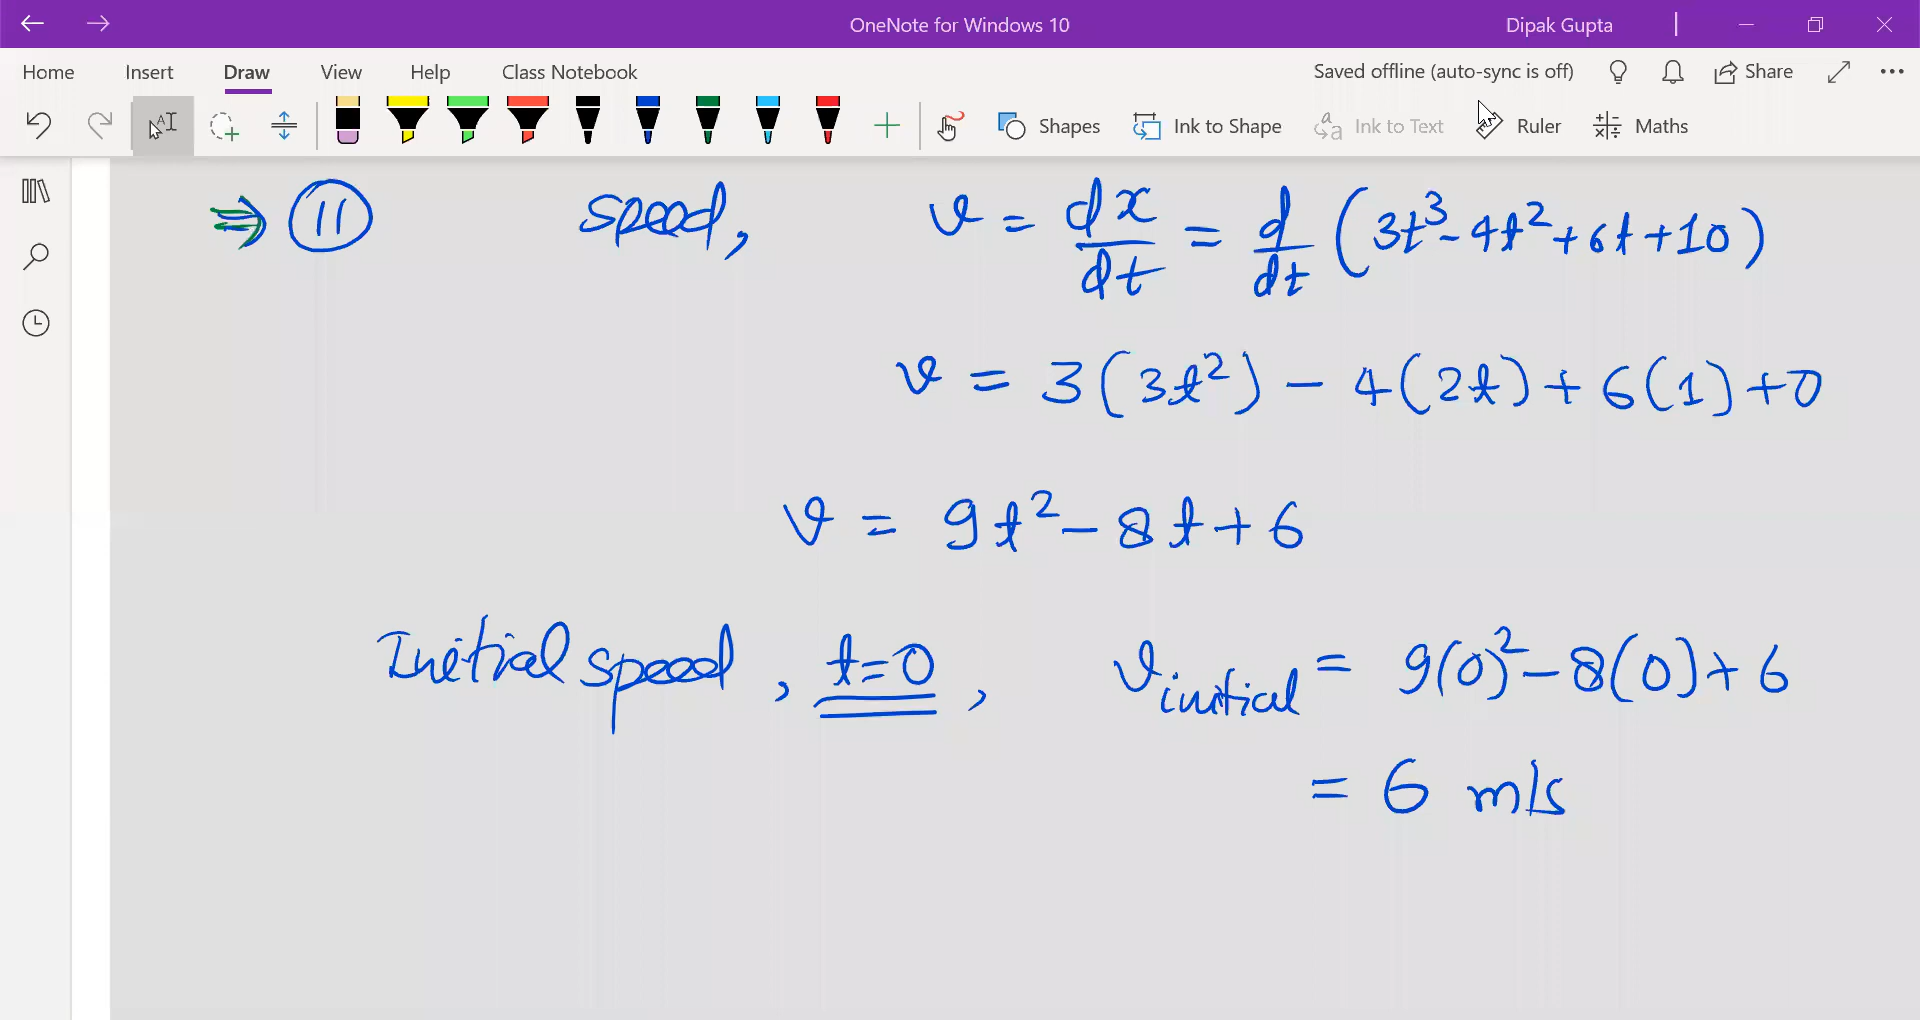 OneNote for Windows 10
Dipak Gupta
Home Insert Draw View Help Class Notebook
Saved offline (auto-sync is off) Share
Shapes Ink to Shape Ink to Text Ruler Maths
⇒ 11 speed, v = dx/dt = d/dt (3t³ - 4t² + 6t + 10)
v = 3(3t²) - 4(2t) + 6(1) + 0
v = 9t² - 8t + 6
Initial speed, t=0, v initial = 9(0)² - 8(0) + 6
= 6 m/s